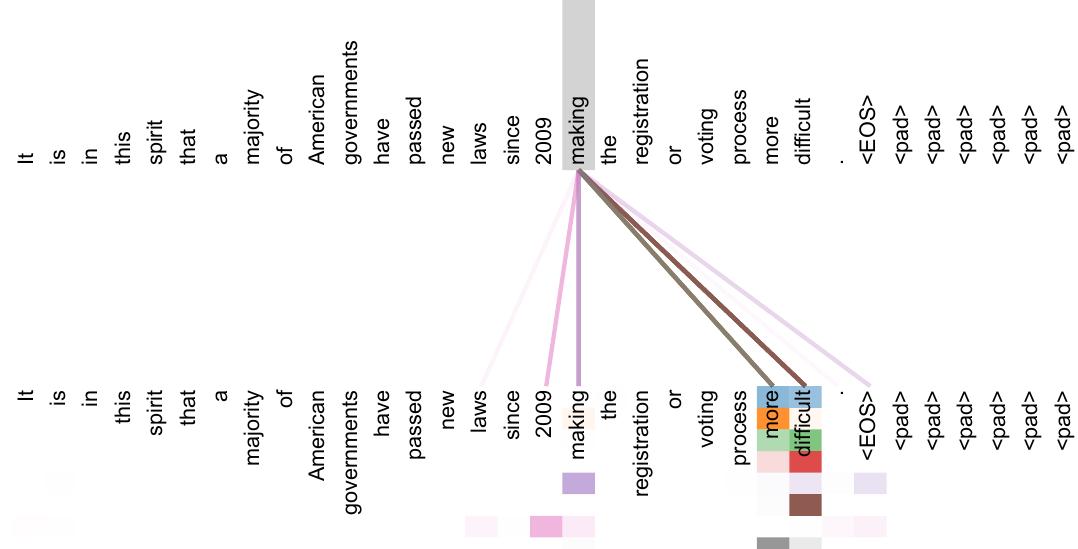 It is in this spirit that a majority of American governments have passed new laws since 2009 making the registration or voting process more difficult . <EOS> <pad> <pad> <pad> <pad> <pad> <pad>
It is in this spirit that a majority of American governments have passed new laws since 2009 making the registration or voting process more difficult . <EOS> <pad> <pad> <pad> <pad> <pad> <pad>